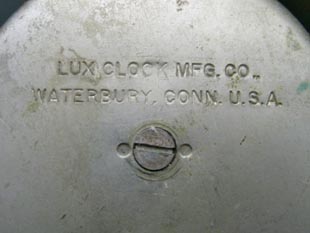 LUX CLOCK MFG. CO.,
WATERBURY, CONN. U.S.A.